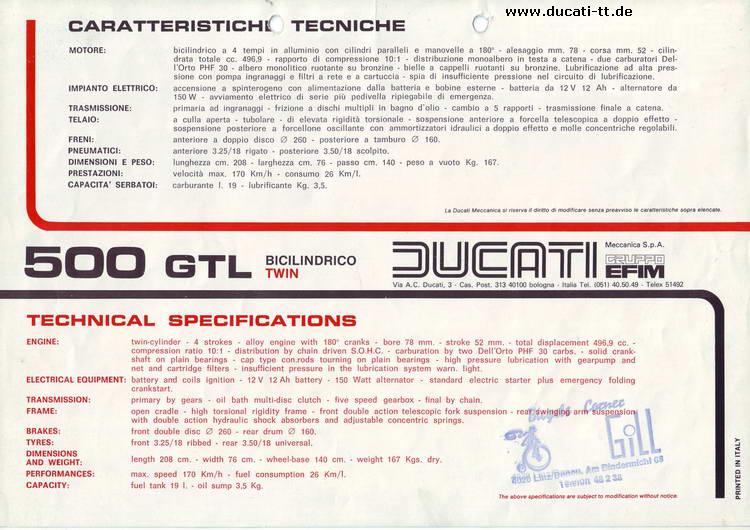 www.ducati-tt.de
CARATTERISTICHE TECNICHE
MOTORE: bicilindrico a 4 tempi in alluminio con cilindri paralleli e manovelle a 180° - alesaggio mm. 78 - corsa mm. 52 - cilin-
drata totale cc. 496,9 - rapporto di compressione 10:1 - distribuzione monoalbero in testa a catena - due carburatori Del-
l'Orto PHF 30 - albero monolitico ruotante su bronzine - bielle a cappelli ruotanti su bronzine. Lubrificazione ad alta pres-
sione con pompa ingranaggi e filtri a rete e a cartuccia - spia di insufficiente pressione nel circuito di lubrificazione.
IMPIANTO ELETTRICO: accensione a spinterogeno con alimentazione dalla batteria e bobine esterne - batteria da 12 V 12 Ah - alternatore da
150 W - avviamento elettrico di serie più pedivella ripiegabile di emergenza.
TRASMISSIONE: primaria ad ingranaggi - frizione a dischi multipli in bagno d'olio - cambio a 5 rapporti - trasmissione finale a catena.
TELAIO: a culla aperta - tubolare - di elevata rigidità torsionale - sospensione anteriore a forcella telescopica a doppio effetto -
sospensione posteriore a forcellone oscillante con ammortizzatori idraulici a doppio effetto e molle concentriche regolabili.
FRENI: anteriore a doppio disco Ø 260 - posteriore a tamburo Ø 160.
PNEUMATICI: anteriore 3.25/18 rigato - posteriore 3.50/18 scolpito.
DIMENSIONI E PESO: lunghezza cm. 208 - larghezza cm. 76 - passo cm. 140 - peso a vuoto Kg. 167.
PRESTAZIONI: velocità max. 170 Km/h - consumo 26 Km/l.
CAPACITA' SERBATOI: carburante l. 19 - lubrificante Kg. 3,5.
La Ducati Meccanica si riserva il diritto di modificare senza preavviso le caratteristiche sopra elencate.
500 GTL BICILINDRICO
TWIN
DUCATI Meccanica S.p.A.
GRUPPO
EFIM
Via A.C. Ducati, 3 - Cas. Post. 313 40100 bologna - Italia Tel. (051) 40.50.49 - Telex 51492
TECHNICAL SPECIFICATIONS
ENGINE: twin-cylinder - 4 strokes - alloy engine with 180° cranks - bore 78 mm. - stroke 52 mm. - total displacement 496,9 cc. -
compression ratio 10:1 - distribution by chain driven S.O.H.C. - carburation by two Dell'Orto PHF 30 carbs. - solid crank-
shaft on plain bearings - cap type con.rods tourning on plain bearings - high pressure lubrication with gearpump and
net and cartridge filters - insufficient pressure in the lubrication system warn. light.
ELECTRICAL EQUIPMENT: battery and coils ignition - 12 V 12 Ah battery - 150 Watt alternator - standard electric starter plus emergency folding
crankstart.
TRANSMISSION: primary by gears - oil bath multi-disc clutch - five speed gearbox - final by chain.
FRAME: open cradle - high torsional rigidity frame - front double action telescopic fork suspension - rear swinging arm suspension
with double action hydraulic shock absorbers and adjustable concentric springs.
BRAKES: front double disc Ø 260 - rear drum Ø 160.
TYRES: front 3.25/18 ribbed - rear 3.50/18 universal.
DIMENSIONS
AND WEIGHT: length 208 cm. - width 76 cm. - wheel-base 140 cm. - weight 167 Kgs. dry.
PERFORMANCES: max. speed 170 Km/h - fuel consumption 26 Km/l.
CAPACITY: fuel tank 19 l. - oil sump 3,5 Kg.
Corner
GILL
4020 Linz/Donau, Am Bindermichl 68
Telefon 48 2 38
The above specifications are subject to modification without notice.
PRINTED IN ITALY